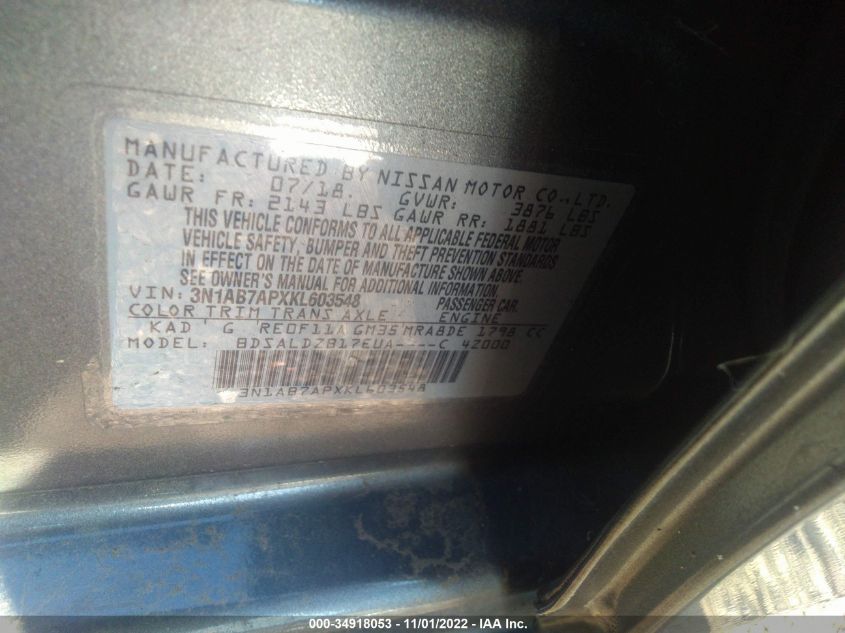 MANUFACTURED BY NISSAN MOTOR CO.,LTD.
DATE: 07/18 GVWR: 3876 LBS
GAWR FR: 2143 LBS GAWR RR: 1881 LBS
THIS VEHICLE CONFORMS TO ALL APPLICABLE FEDERAL MOTOR
VEHICLE SAFETY, BUMPER AND THEFT PREVENTION STANDARDS
IN EFFECT ON THE DATE OF MANUFACTURE SHOWN ABOVE.
SEE OWNER'S MANUAL FOR ADDITIONAL INFORMATION.
VIN: 3N1AB7APXKL603548 PASSENGER CAR.
COLOR TRIM TRANS AXLE ENGINE
KAD G RE0F11A GM35 MRA8DE 1798 CC
MODEL: BDSALDZB17EUA----C 42000
3N1AB7APXKL603548
000-34918053 - 11/01/2022 - IAA Inc.